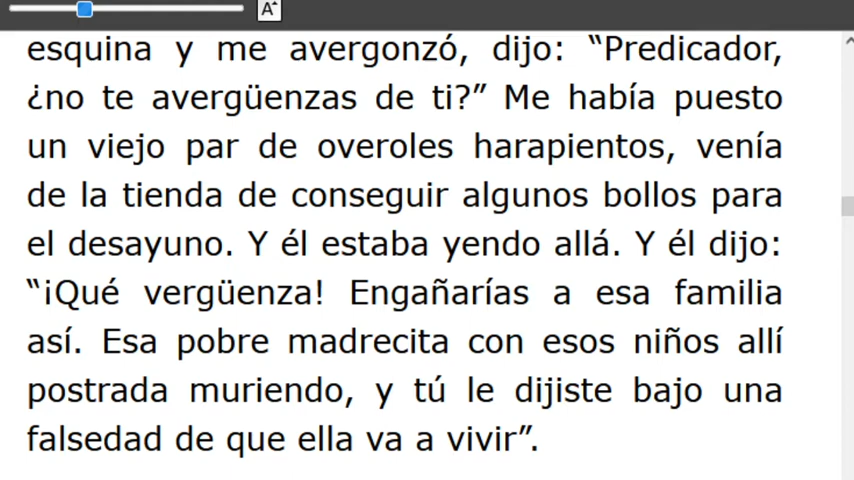 A
esquina y me avergonzó, dijo: “Predicador,
¿no te avergüenzas de ti?” Me había puesto
un viejo par de overoles harapientos, venía
de la tienda de conseguir algunos bollos para
el desayuno. Y él estaba yendo allá. Y él dijo:
“¡Qué vergüenza! Engañarías a esa familia
así. Esa pobre madrecita con esos niños allí
postrada muriendo, y tú le dijiste bajo una
falsedad de que ella va a vivir”.